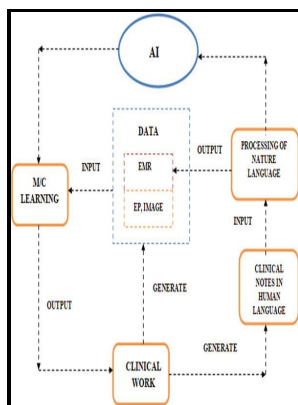 AI
DATA
EMR
EP, IMAGE
INPUT
OUTPUT
PROCESSING OF
NATURE
LANGUAGE
M/C
LEARNING
INPUT
CLINICAL
NOTES IN
HUMAN
LANGUAGE
GENERATE
OUTPUT
GENERATE
CLINICAL
WORK